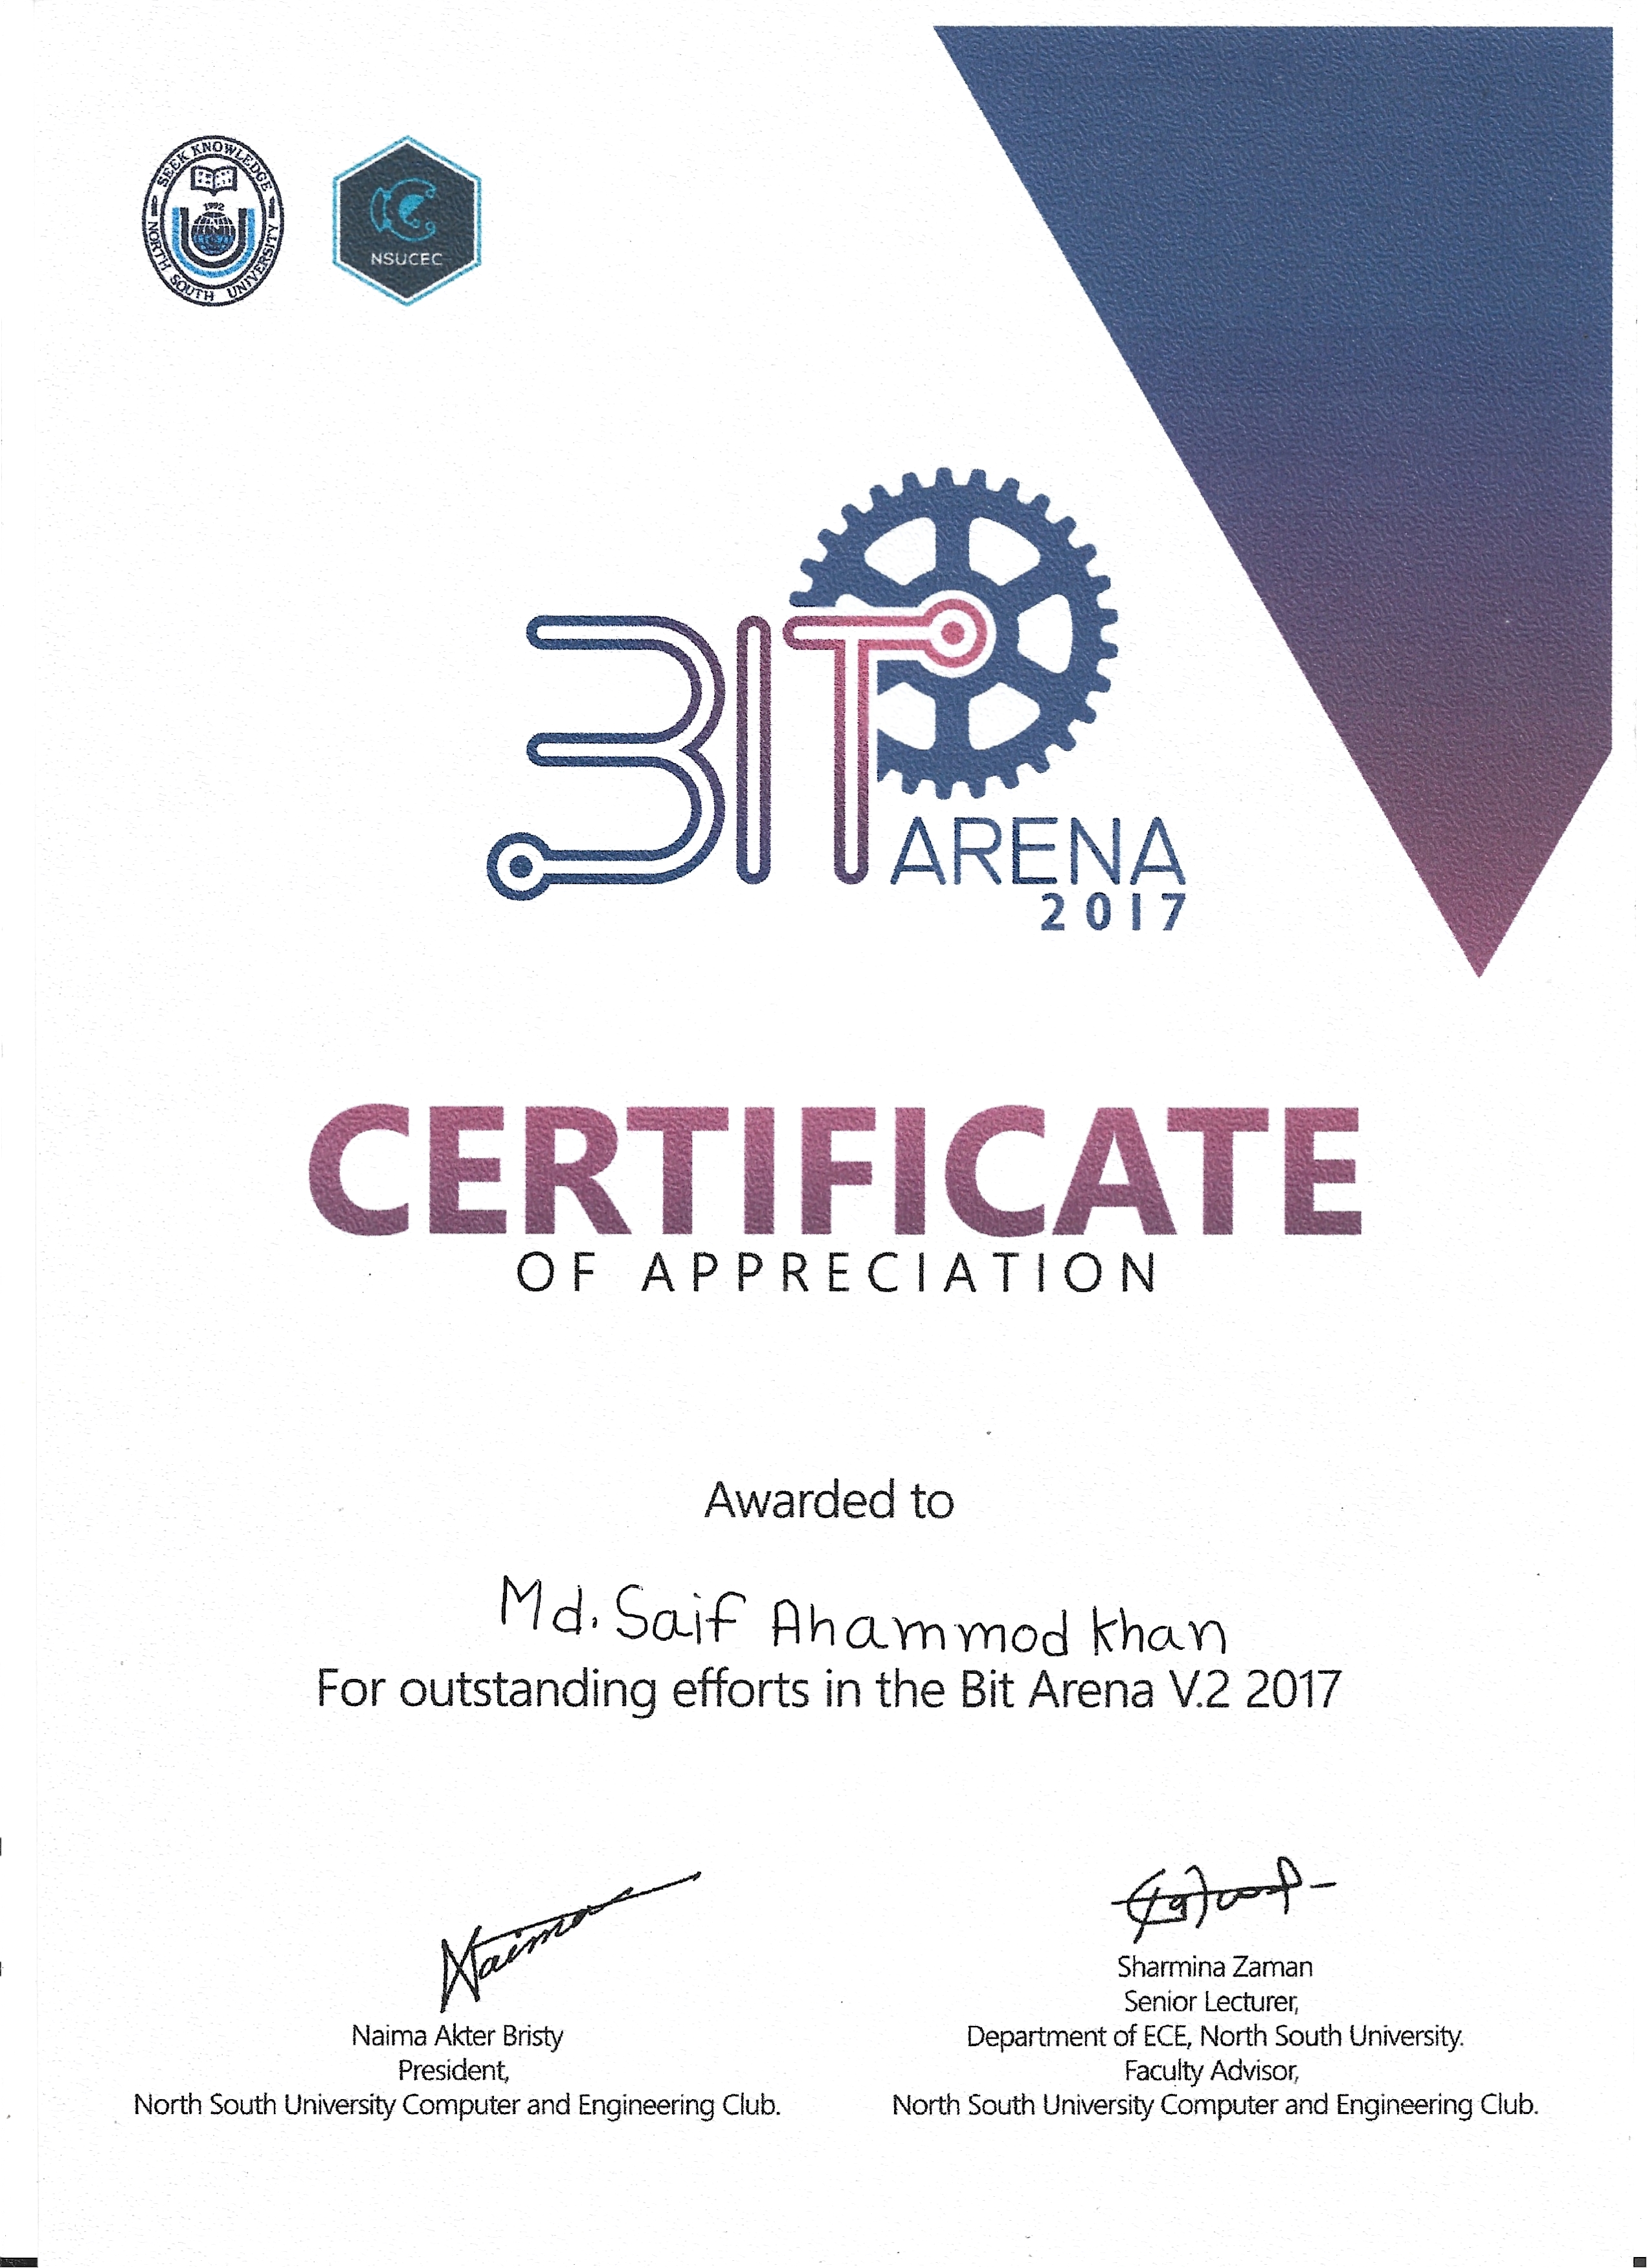 SEEK KNOWLEDGE
1992
NORTH SOUTH UNIVERSITY
NSUCEC
BIT
ARENA
2017
CERTIFICATE
OF APPRECIATION
Awarded to
Md. Saif Ahammod Khan
For outstanding efforts in the Bit Arena V.2 2017
Naima
Naima Akter Bristy
President,
North South University Computer and Engineering Club.
Sharmina Zaman
Senior Lecturer,
Department of ECE, North South University.
Faculty Advisor,
North South University Computer and Engineering Club.